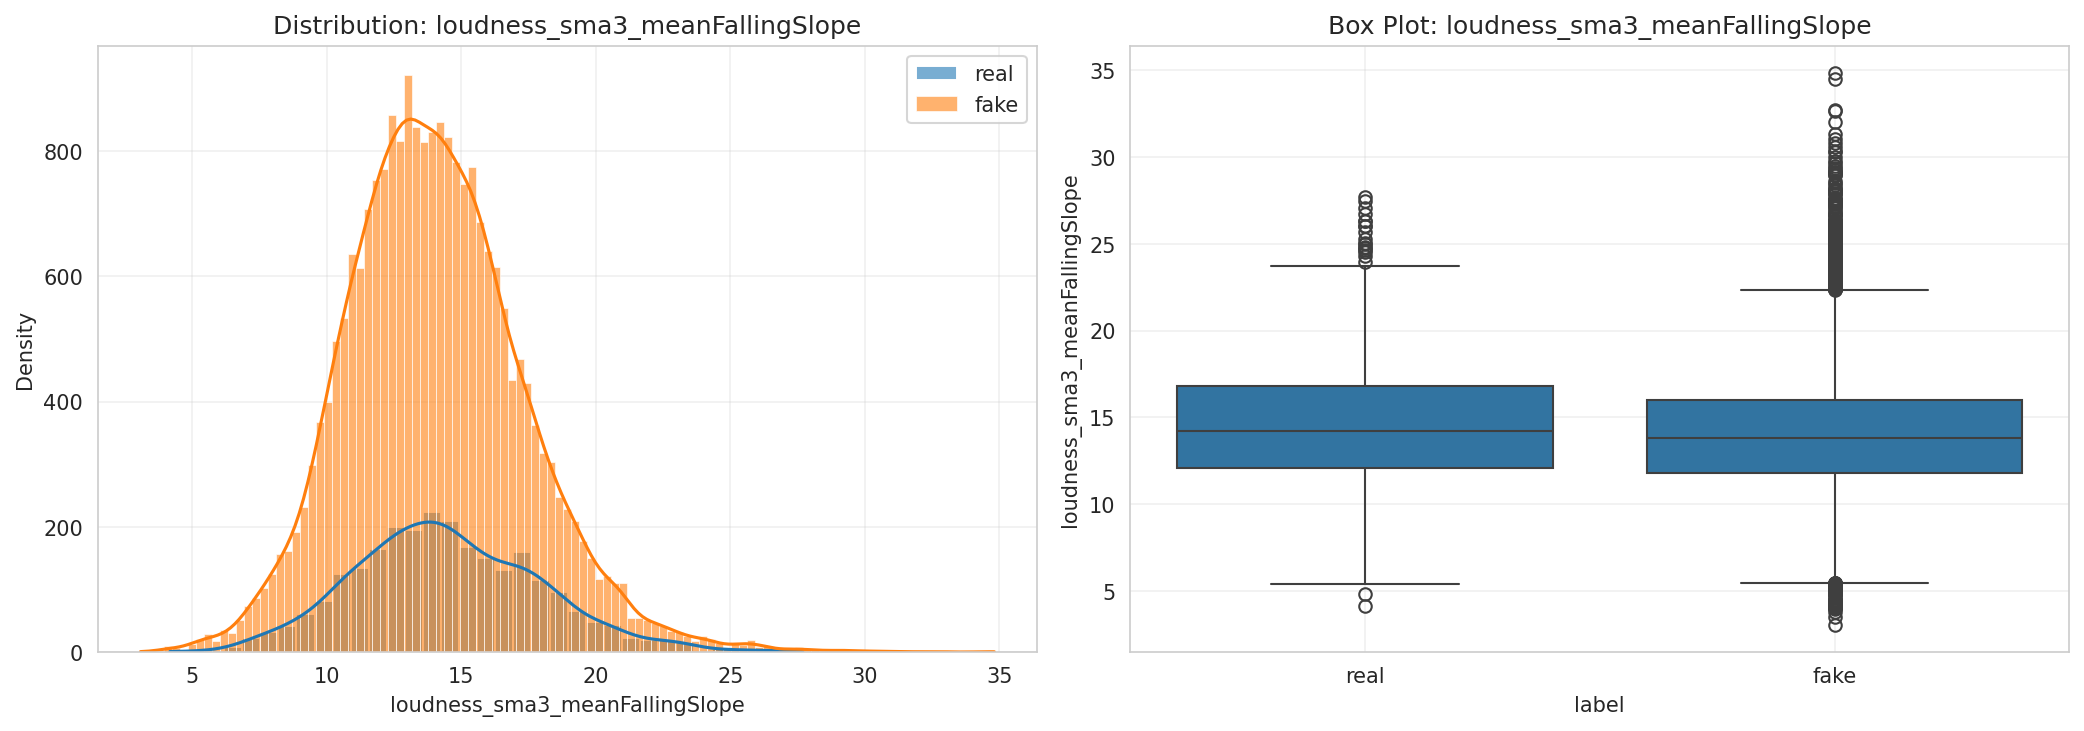 Distribution: loudness_sma3_meanFallingSlope
real
fake
Density
800
600
400
200
0
5
10
15
20
25
30
35
loudness_sma3_meanFallingSlope
Box Plot: loudness_sma3_meanFallingSlope
loudness_sma3_meanFallingSlope
35
30
25
20
15
10
5
real
fake
label